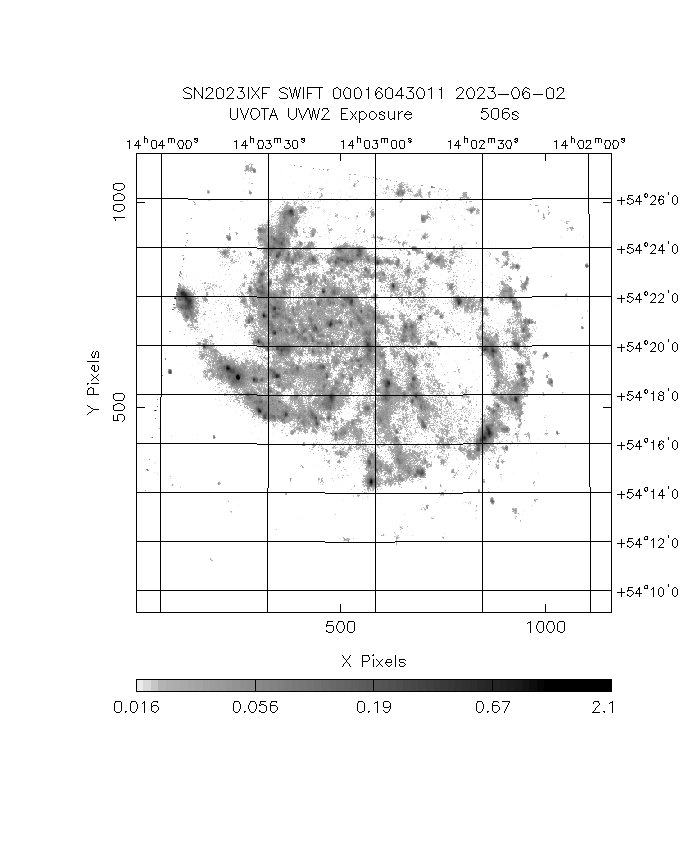 SN2023IXF SWIFT 00016043011 2023-06-02
UVOTA UVW2 Exposure 506s
14ʰ04ᵐ00ˢ 14ʰ03ᵐ30ˢ 14ʰ03ᵐ00ˢ 14ʰ02ᵐ30ˢ 14ʰ02ᵐ00ˢ
1000
+54°26'0
+54°24'0
+54°22'0
+54°20'0
Y Pixels
+54°18'0
500
+54°16'0
+54°14'0
+54°12'0
+54°10'0
500 1000
X Pixels
0.016 0.056 0.19 0.67 2.1